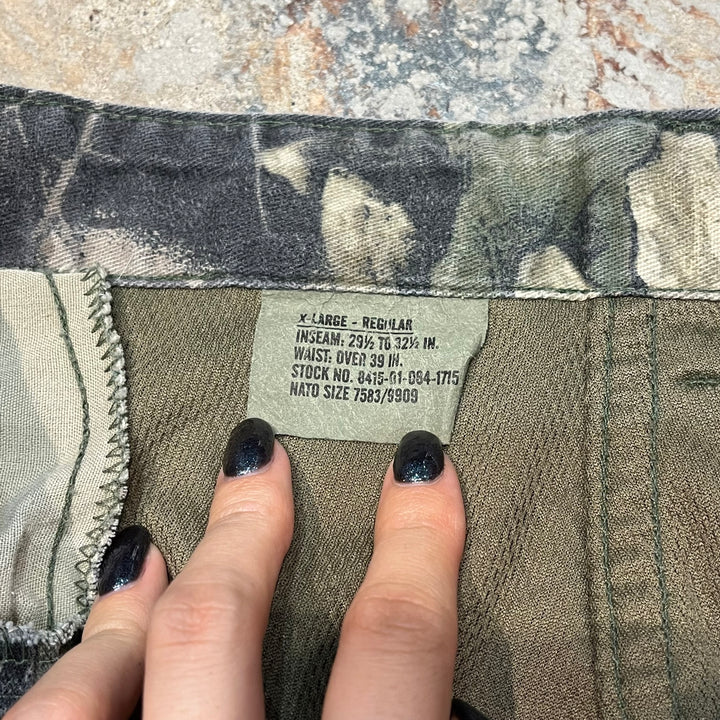 X-LARGE - REGULAR
INSEAM: 29½ TO 32½ IN.
WAIST: OVER 39 IN.
STOCK NO. 8415-01-084-1715
NATO SIZE 7583/9909